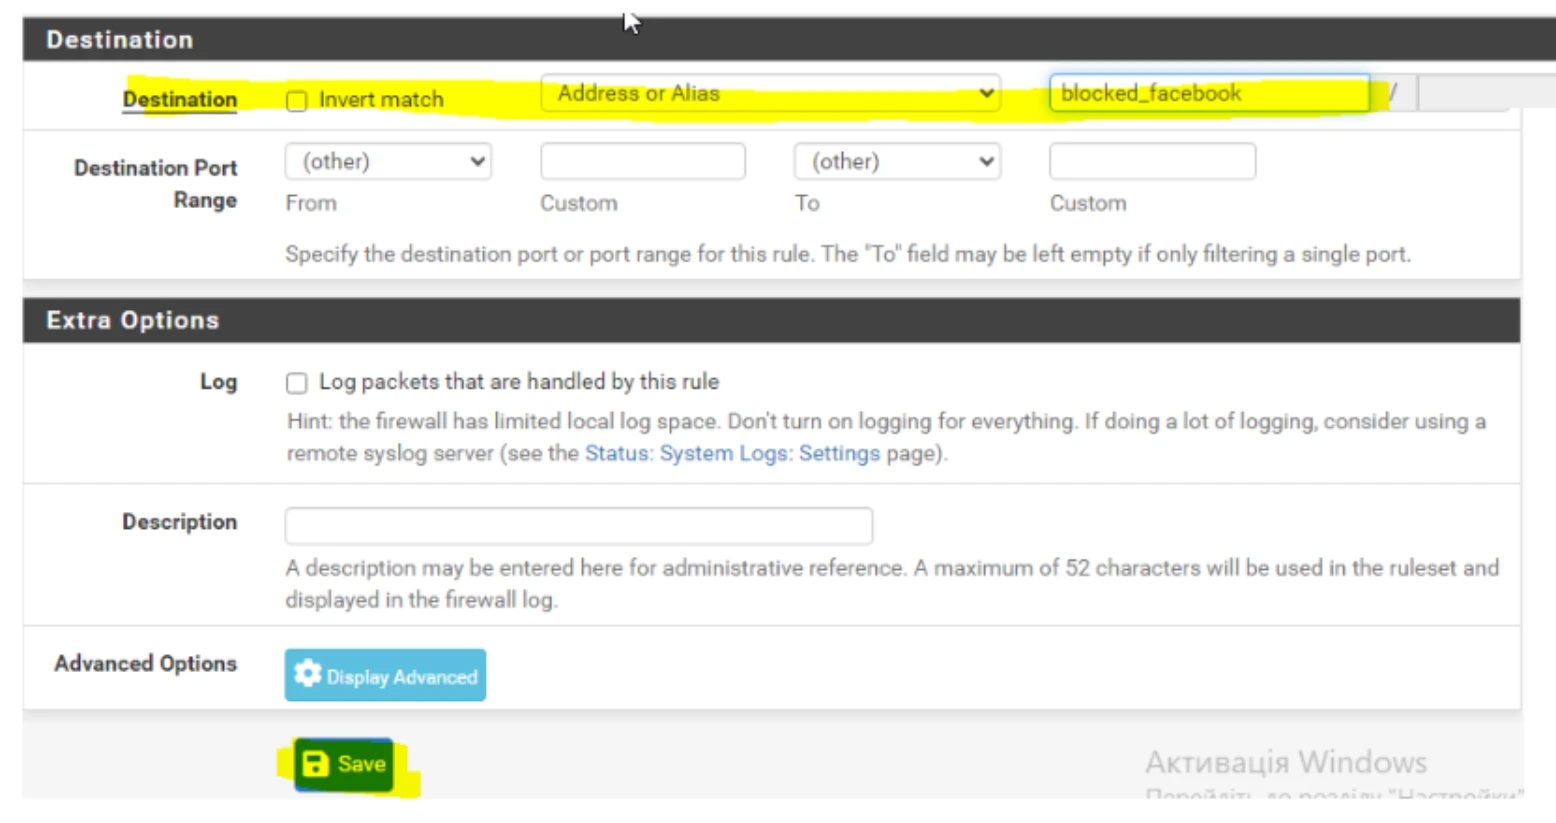 Destination
Destination Invert match Address or Alias blocked_facebook /
Destination Port Range (other) (other)
From Custom To Custom
Specify the destination port or port range for this rule. The "To" field may be left empty if only filtering a single port.
Extra Options
Log Log packets that are handled by this rule
Hint: the firewall has limited local log space. Don't turn on logging for everything. If doing a lot of logging, consider using a
remote syslog server (see the Status: System Logs: Settings page).
Description
A description may be entered here for administrative reference. A maximum of 52 characters will be used in the ruleset and
displayed in the firewall log.
Advanced Options Display Advanced
Save
Активація Windows
Перейдіть до розділу "Настройки"